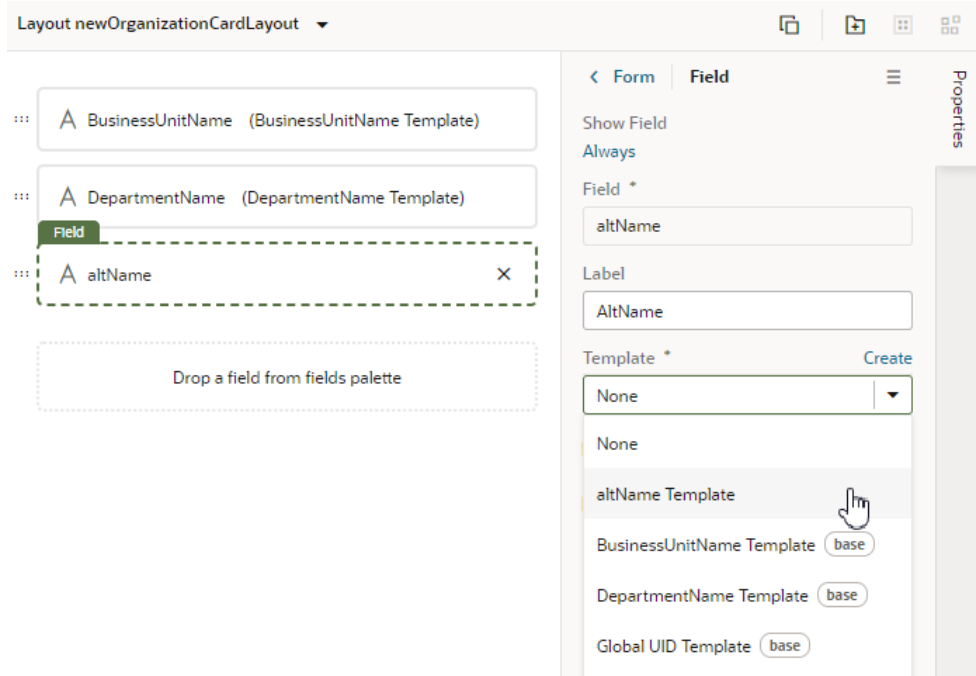 Layout newOrganizationCardLayout
Form Field
Properties
A BusinessUnitName (BusinessUnitName Template)
A DepartmentName (DepartmentName Template)
Field
A altName
Drop a field from fields palette
Show Field
Always
Field *
altName
Label
AltName
Template * Create
None
None
altName Template
BusinessUnitName Template base
DepartmentName Template base
Global UID Template base